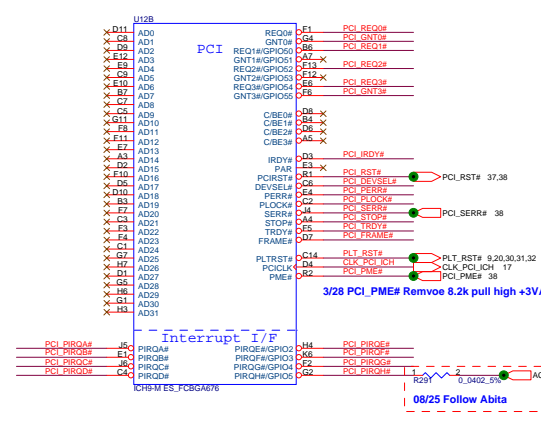 U12B
PCI
D11 AD0
C8 AD1
D9 AD2
E12 AD3
E9 AD4
C9 AD5
E10 AD6
B7 AD7
C7 AD8
C5 AD9
G11 AD10
F8 AD11
F11 AD12
E7 AD13
A3 AD14
D2 AD15
F10 AD16
D5 AD17
D10 AD18
B3 AD19
F7 AD20
C3 AD21
F3 AD22
F4 AD23
C1 AD24
G7 AD25
H7 AD26
D1 AD27
G5 AD28
H6 AD29
G1 AD30
H3 AD31
REQ0# F1 PCI_REQ0#
GNT0# G4 PCI_GNT0#
REQ1#/GPIO50 B6 PCI_REQ1#
GNT1#/GPIO51 A7
REQ2#/GPIO52 F13 PCI_REQ2#
GNT2#/GPIO53 F12
REQ3#/GPIO54 E6 PCI_REQ3#
GNT3#/GPIO55 F6 PCI_GNT3#
C/BE0# D8
C/BE1# B4
C/BE2# D6
C/BE3# A5
IRDY# D3 PCI_IRDY#
PAR E3
PCIRST# R1 PCI_RST# PCI_RST# 37,38
DEVSEL# C6 PCI_DEVSEL#
PERR# E4 PCI_PERR#
PLOCK# C2 PCI_PLOCK#
SERR# J4 PCI_SERR# PCI_SERR# 38
STOP# A4 PCI_STOP#
TRDY# F5 PCI_TRDY#
FRAME# D7 PCI_FRAME#
PLTRST# C14 PLT_RST# PLT_RST# 9,20,30,31,32
PCICLK D4 CLK_PCI_ICH CLK_PCI_ICH 17
PME# R2 PCI_PME# PCI_PME# 38
3/28 PCI_PME# Remvoe 8.2k pull high +3VA
Interrupt I/F
PCI_PIRQA# J5 PIRQA#
PCI_PIRQB# E1 PIRQB#
PCI_PIRQC# J6 PIRQC#
PCI_PIRQD# C4 PIRQD#
PIRQE#/GPIO2 H4 PCI_PIRQE#
PIRQF#/GPIO3 K6 PCI_PIRQF#
PIRQG#/GPIO4 F2 PCI_PIRQG#
PIRQH#/GPIO5 G2 PCI_PIRQH#
ICH9-M ES_FCBGA676
1 2
R291 0_0402_5%
08/25 Follow Abita